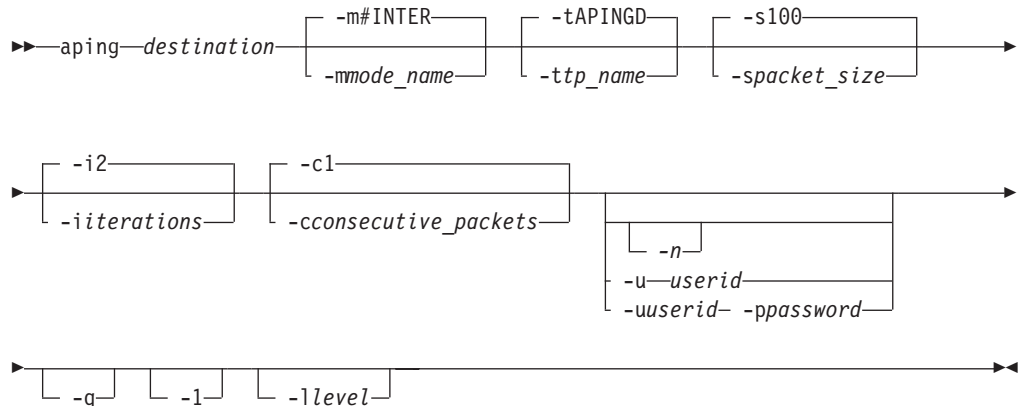 -m#INTER -tAPINGD -s100
aping destination
-mmode_name -ttp_name -spacket_size
-i2 -c1
-iiterations -cconsecutive_packets
-n
-u userid
-uuserid -ppassword
-q -1 -llevel